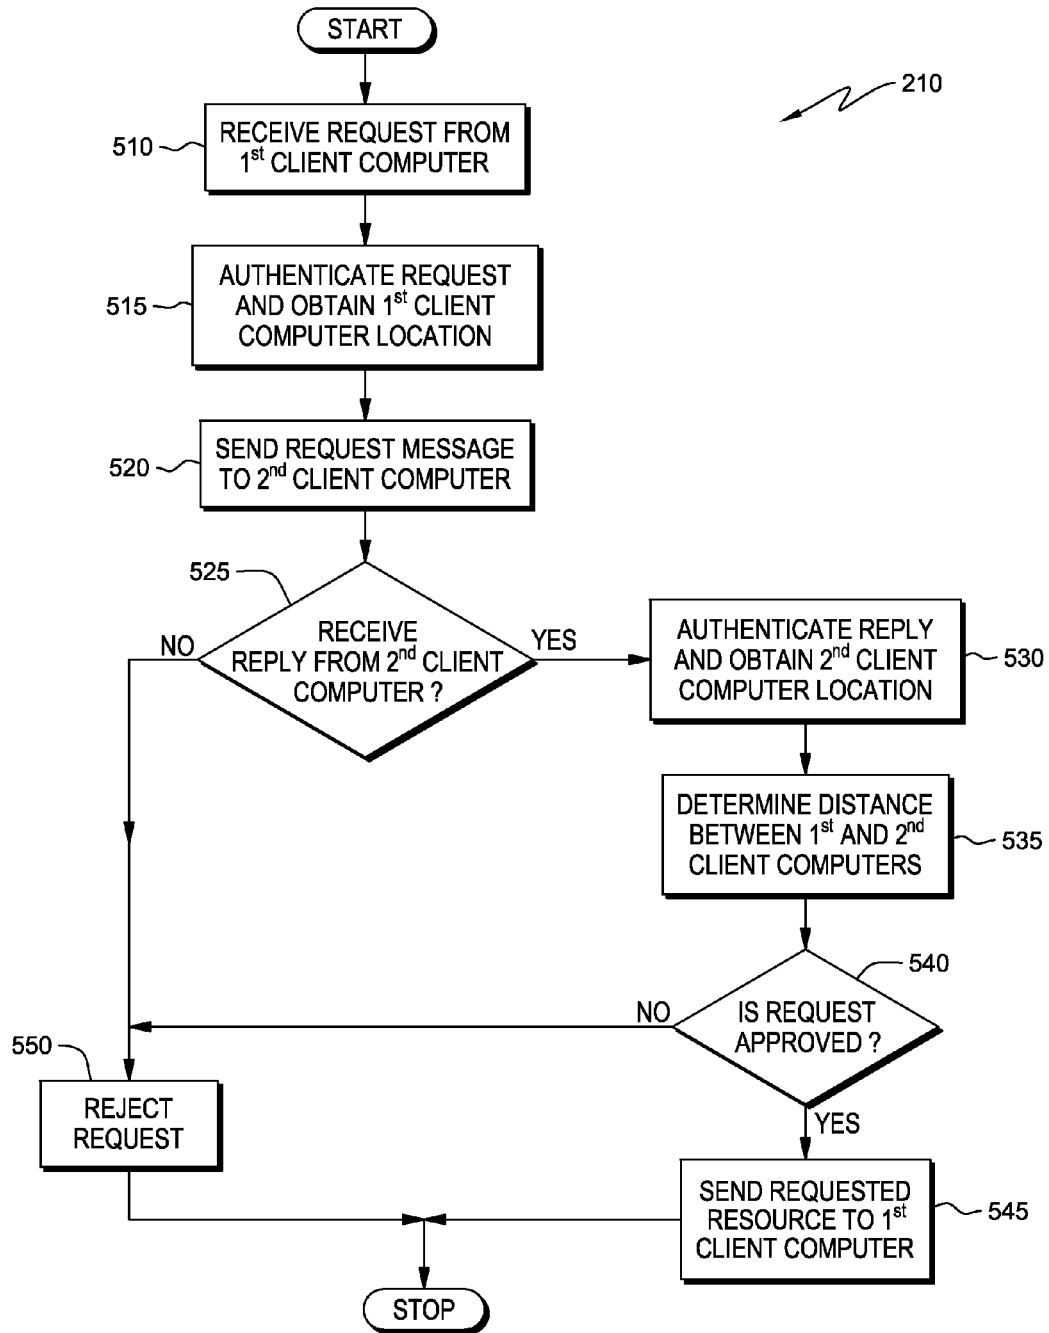 START
210
510
RECEIVE REQUEST FROM
1st CLIENT COMPUTER
515
AUTHENTICATE REQUEST
AND OBTAIN 1st CLIENT
COMPUTER LOCATION
520
SEND REQUEST MESSAGE
TO 2nd CLIENT COMPUTER
525
NO
RECEIVE
REPLY FROM 2nd CLIENT
COMPUTER ?
YES
AUTHENTICATE REPLY
AND OBTAIN 2nd CLIENT
COMPUTER LOCATION
530
DETERMINE DISTANCE
BETWEEN 1st AND 2nd
CLIENT COMPUTERS
535
540
NO
IS REQUEST
APPROVED ?
YES
550
REJECT
REQUEST
SEND REQUESTED
RESOURCE TO 1st
CLIENT COMPUTER
545
STOP